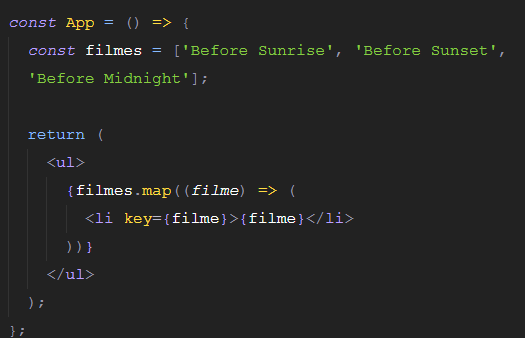 const App = () => {
const filmes = ['Before Sunrise', 'Before Sunset',
'Before Midnight'];
return (
<ul>
{filmes.map((filme) => (
<li key={filme}>{filme}</li>
))}
</ul>
);
};